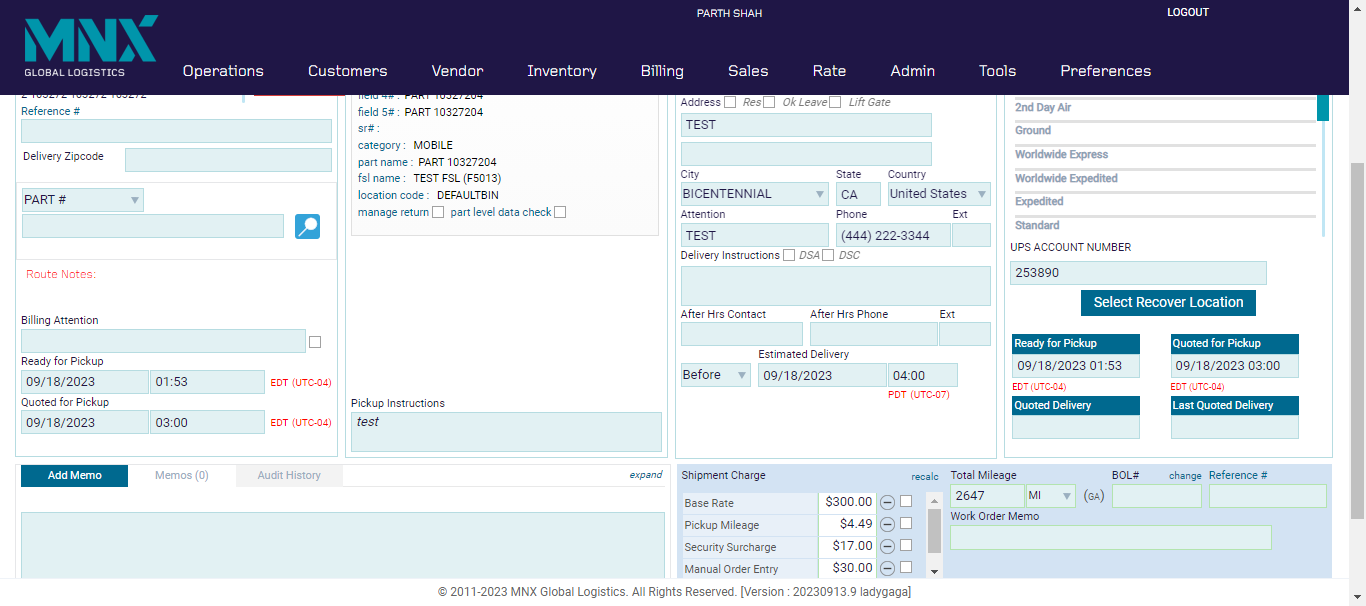 PARTH SHAH
LOGOUT
MNX
GLOBAL LOGISTICS
Operations Customers Vendor Inventory Billing Sales Rate Admin Tools Preferences
Reference #
Delivery Zipcode
PART #
Route Notes:
Billing Attention
Ready for Pickup
09/18/2023 01:53 EDT (UTC-04)
Quoted for Pickup
09/18/2023 03:00 EDT (UTC-04)
field 4# : PART 10327204
field 5# : PART 10327204
sr# :
category : MOBILE
part name : PART 10327204
fsl name : TEST FSL (F5013)
location code : DEFAULTBIN
manage return part level data check
Pickup Instructions
test
Address Res Ok Leave Lift Gate
TEST
City State Country
BICENTENNIAL CA United States
Attention Phone Ext
TEST (444) 222-3344
Delivery Instructions DSA DSC
After Hrs Contact After Hrs Phone Ext
Estimated Delivery
Before 09/18/2023 04:00
PDT (UTC-07)
2nd Day Air
Ground
Worldwide Express
Worldwide Expedited
Expedited
Standard
UPS ACCOUNT NUMBER
253890
Select Recover Location
Ready for Pickup Quoted for Pickup
09/18/2023 01:53 09/18/2023 03:00
EDT (UTC-04) EDT (UTC-04)
Quoted Delivery Last Quoted Delivery
Add Memo Memos (0) Audit History expand
Shipment Charge recalc
Base Rate $300.00
Pickup Mileage $4.49
Security Surcharge $17.00
Manual Order Entry $30.00
Total Mileage BOL# change Reference #
2647 MI (GA)
Work Order Memo
© 2011-2023 MNX Global Logistics. All Rights Reserved. [Version : 20230913.9 ladygaga]